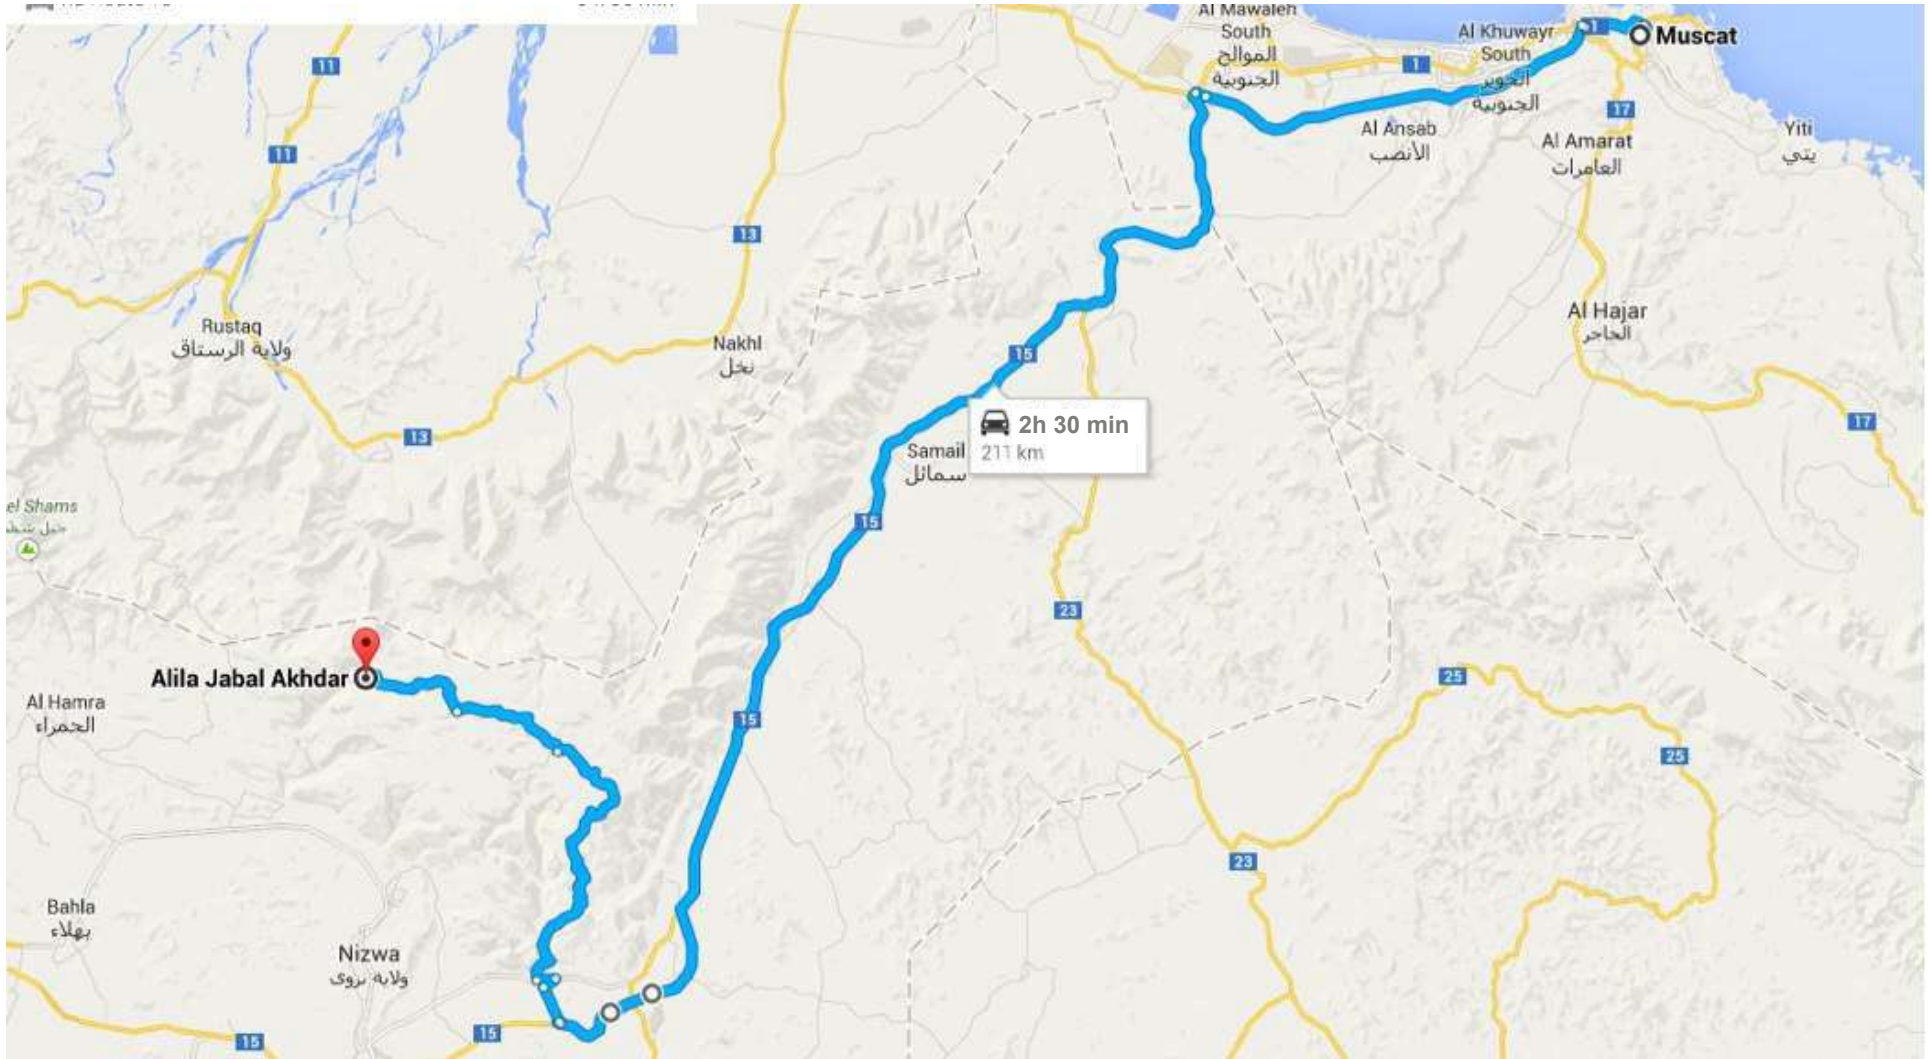 11
Al Mawaleh
South
الموالح
الجنوبية
Al Khuwayr
South
الخوير
الجنوبية
1
1
Muscat
17
Al Ansab
الأنصب
Al Amarat
العامرات
Yiti
يتي
11
13
Rustaq
ولاية الرستاق
Nakhl
نخل
Al Hajar
الحاجر
15
2h 30 min
211 km
13
17
Samail
سمائل
15
el Shams
23
Alila Jabal Akhdar
Al Hamra
الحمراء
15
25
25
23
Bahla
بهلاء
Nizwa
ولاية نزوى
15
15